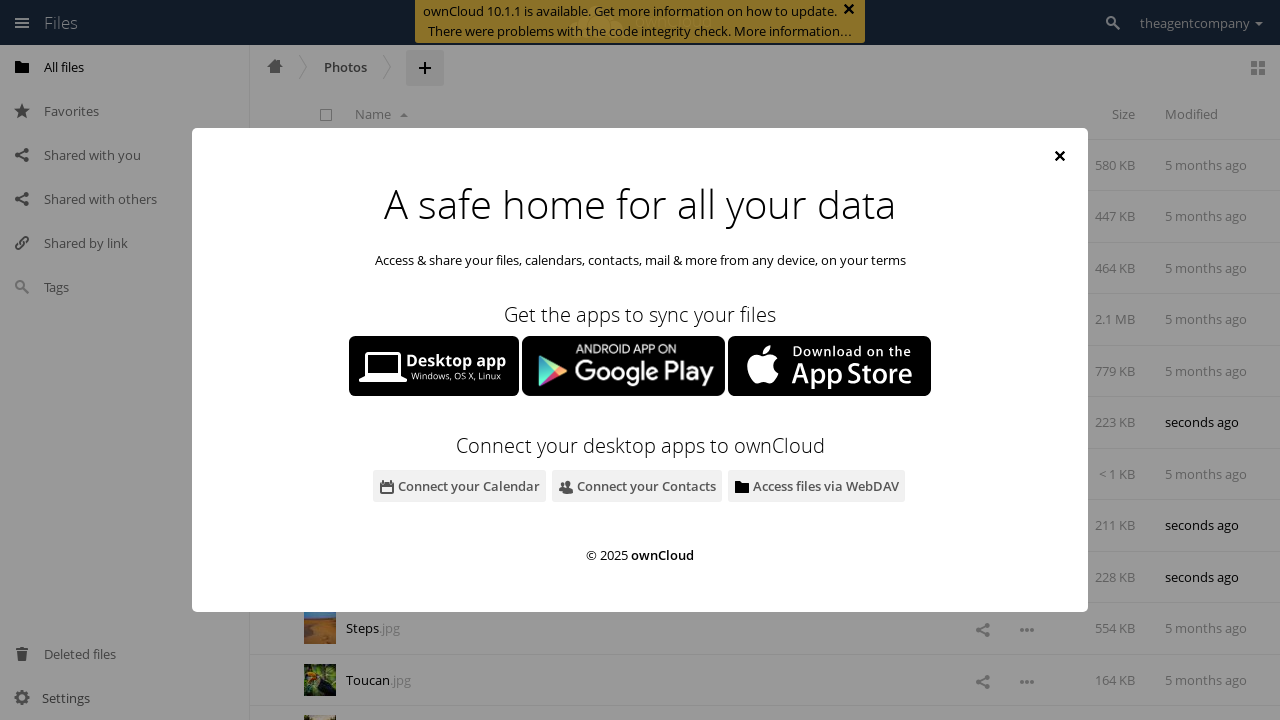 Files
ownCloud 10.1.1 is available. Get more information on how to update.
There were problems with the code integrity check. More information…
theagentcompany
All files
Photos
Favorites
Name
Size
Modified
Shared with you
580 KB
5 months ago
Shared with others
447 KB
5 months ago
Shared by link
464 KB
5 months ago
Tags
2.1 MB
5 months ago
779 KB
5 months ago
223 KB
seconds ago
< 1 KB
5 months ago
211 KB
seconds ago
228 KB
seconds ago
A safe home for all your data
Access & share your files, calendars, contacts, mail & more from any device, on your terms
Get the apps to sync your files
Desktop app
Windows, OS X, Linux
ANDROID APP ON
Google Play
Download on the
App Store
Connect your desktop apps to ownCloud
Connect your Calendar
Connect your Contacts
Access files via WebDAV
© 2025 ownCloud
Steps.jpg
554 KB
5 months ago
Deleted files
Toucan.jpg
164 KB
5 months ago
Settings